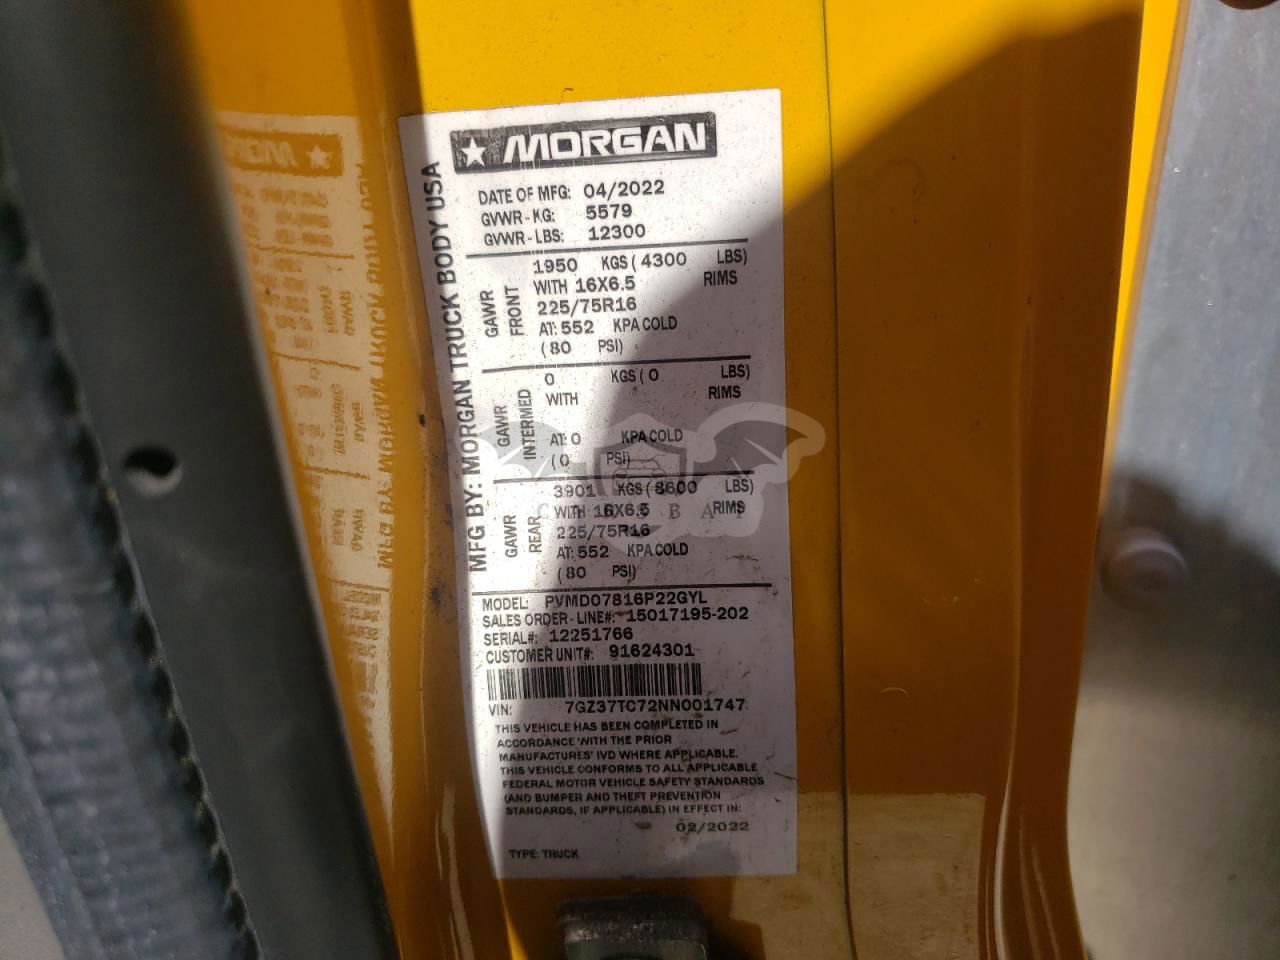 MORGAN
MFG BY: MORGAN TRUCK BODY USA
DATE OF MFG: 04/2022
GVWR-KG: 5579
GVWR-LBS: 12300
GAWR FRONT
1950 KGS (4300 LBS)
WITH 16X6.5 RIMS
225/75R16
AT: 552 KPA COLD
(80 PSI)
GAWR INTERMED
0 KGS (0 LBS)
WITH RIMS
AT: 0 KPA COLD
(0 PSI)
GAWR REAR
3901 KGS (8600 LBS)
WITH 16X6.5 RIMS
225/75R16
AT: 552 KPA COLD
(80 PSI)
MODEL: PVMD07816P22GYL
SALES ORDER - LINE#: 15017195-202
SERIAL#: 12251766
CUSTOMER UNIT#: 91624301
VIN: 7GZ37TC72NN001747
THIS VEHICLE HAS BEEN COMPLETED IN
ACCORDANCE WITH THE PRIOR
MANUFACTURES' IVD WHERE APPLICABLE.
THIS VEHICLE CONFORMS TO ALL APPLICABLE
FEDERAL MOTOR VEHICLE SAFETY STANDARDS
(AND BUMPER AND THEFT PREVENTION
STANDARDS, IF APPLICABLE) IN EFFECT IN:
02/2022
TYPE: TRUCK